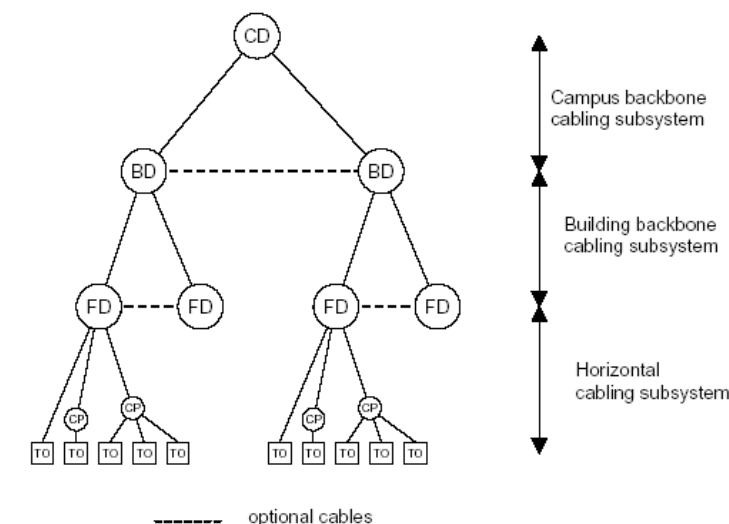 CD
Campus backbone
cabling subsystem
BD BD
Building backbone
cabling subsystem
FD FD FD FD
Horizontal
cabling subsystem
CP CP CP CP
TO TO TO TO TO TO TO TO TO TO
optional cables